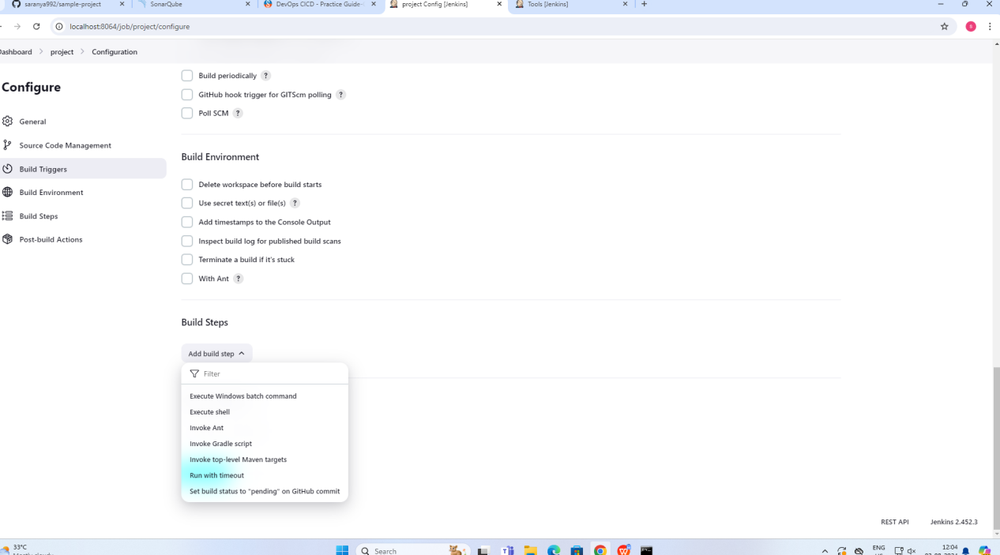 saranya992/sample-project
SonarQube
DevOps CICD - Practice Guide-
project Config [Jenkins]
Tools [Jenkins]
localhost:8064/job/project/configure
Dashboard > project > Configuration
Configure
General
Source Code Management
Build Triggers
Build Environment
Build Steps
Post-build Actions
Build periodically ?
GitHub hook trigger for GITScm polling ?
Poll SCM ?
Build Environment
Delete workspace before build starts
Use secret text(s) or file(s) ?
Add timestamps to the Console Output
Inspect build log for published build scans
Terminate a build if it's stuck
With Ant ?
Build Steps
Add build step
Filter
Execute Windows batch command
Execute shell
Invoke Ant
Invoke Gradle script
Invoke top-level Maven targets
Run with timeout
Set build status to "pending" on GitHub commit
REST API
Jenkins 2.452.3
33°C
Mostly cloudy
Search
ENG
12:04